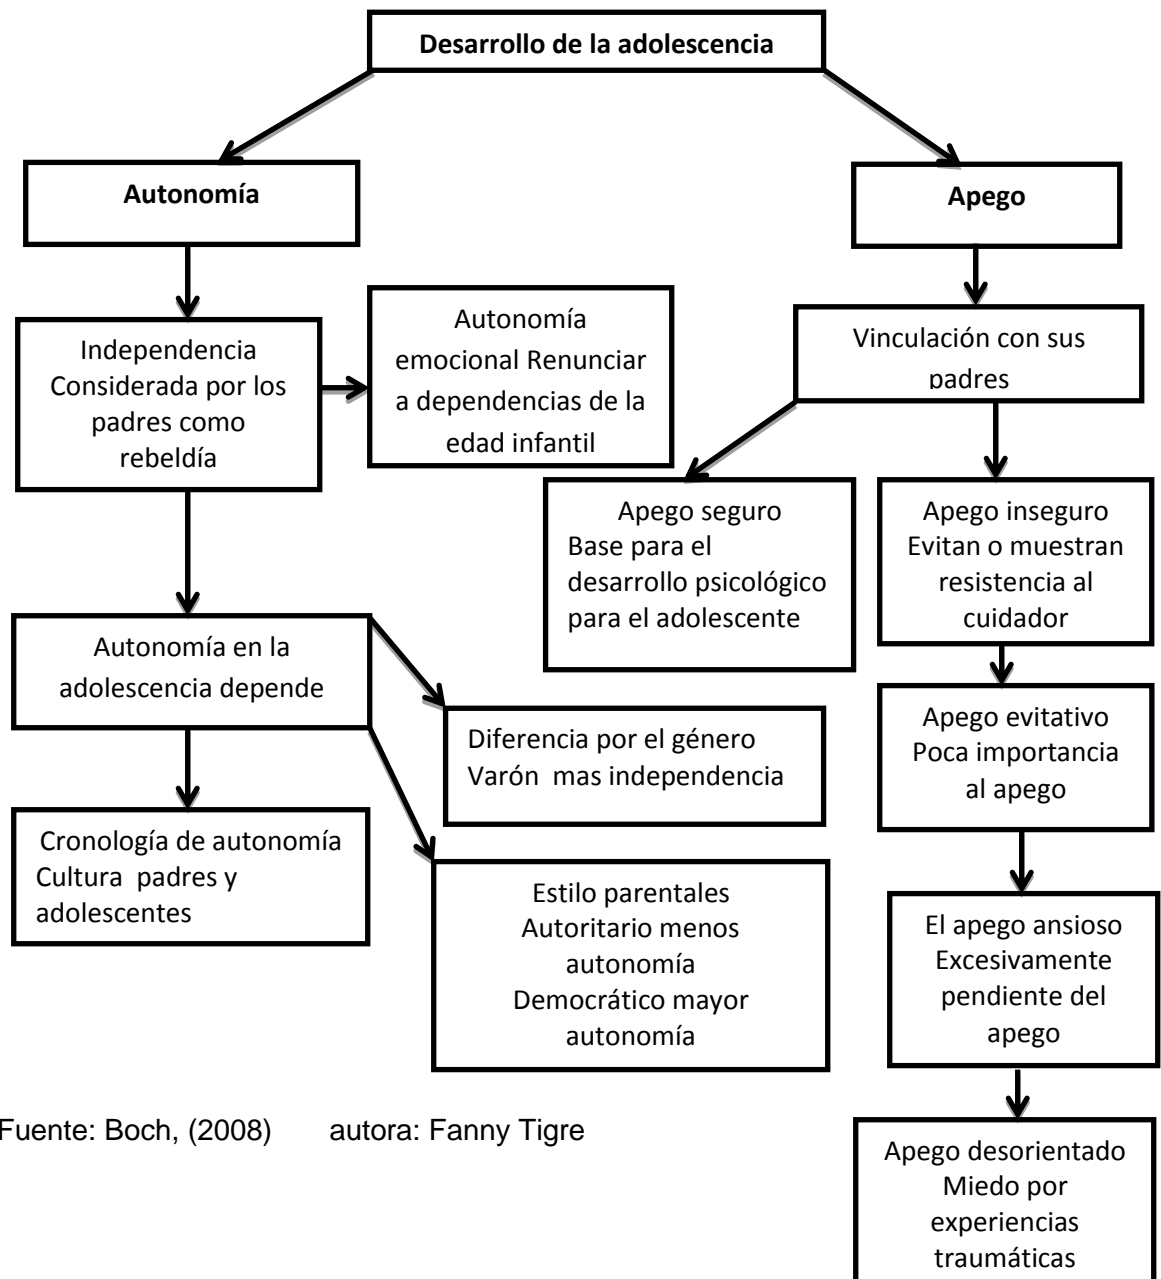 Desarrollo de la adolescencia
Autonomía
Apego
Independencia
Considerada por los
padres como
rebeldía
Autonomía
emocional Renunciar
a dependencias de la
edad infantil
Vinculación con sus
padres
Apego seguro
Base para el
desarrollo psicológico
para el adolescente
Apego inseguro
Evitan o muestran
resistencia al
cuidador
Autonomía en la
adolescencia depende
Diferencia por el género
Varón  mas independencia
Apego evitativo
Poca importancia
al apego
Cronología de autonomía
Cultura  padres y
adolescentes
Estilo parentales
Autoritario menos
autonomía
Democrático mayor
autonomía
El apego ansioso
Excesivamente
pendiente del
apego
Fuente: Boch, (2008)    autora: Fanny Tigre
Apego desorientado
Miedo por
experiencias
traumáticas